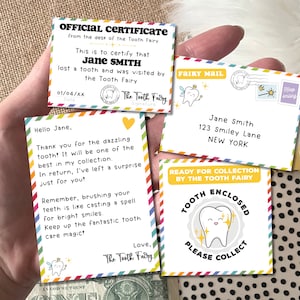 OFFICIAL CERTIFICATE
from the desk of the Tooth Fairy
This is to certify that
JANE SMITH
lost a tooth and was visited by
the Tooth Fairy
01/06/XX
The Tooth Fairy
FAIRY MAIL
Jane Smith
123 Smiley Lane
NEW YORK
Hello Jane,
Thank you for the dazzling
tooth! It will be one of the
best in my collection.
In return, I've left a surprise
just for you!
Remember, brushing your
teeth is like casting a spell
for bright smiles
Keep up the fantastic tooth
care magic!
Love,
The Tooth Fairy
READY FOR COLLECTION
BY THE TOOTH FAIRY
TOOTH ENCLOSED
PLEASE COLLECT